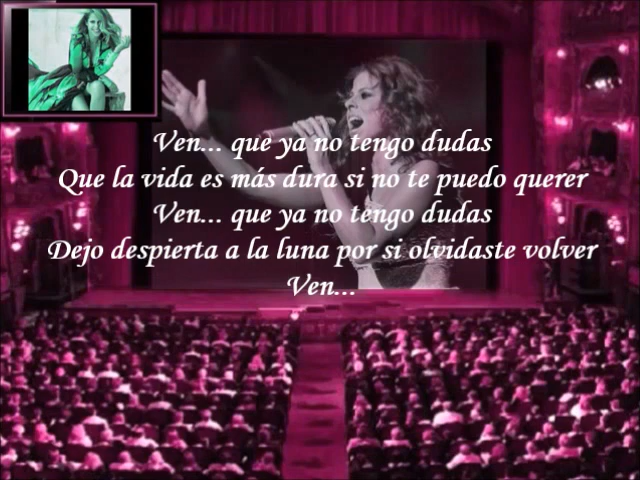 Ven... que ya no tengo dudas
Que la vida es más dura si no te puedo querer
Ven... que ya no tengo dudas
Dejo despierta a la luna por si olvidaste volver
Ven...